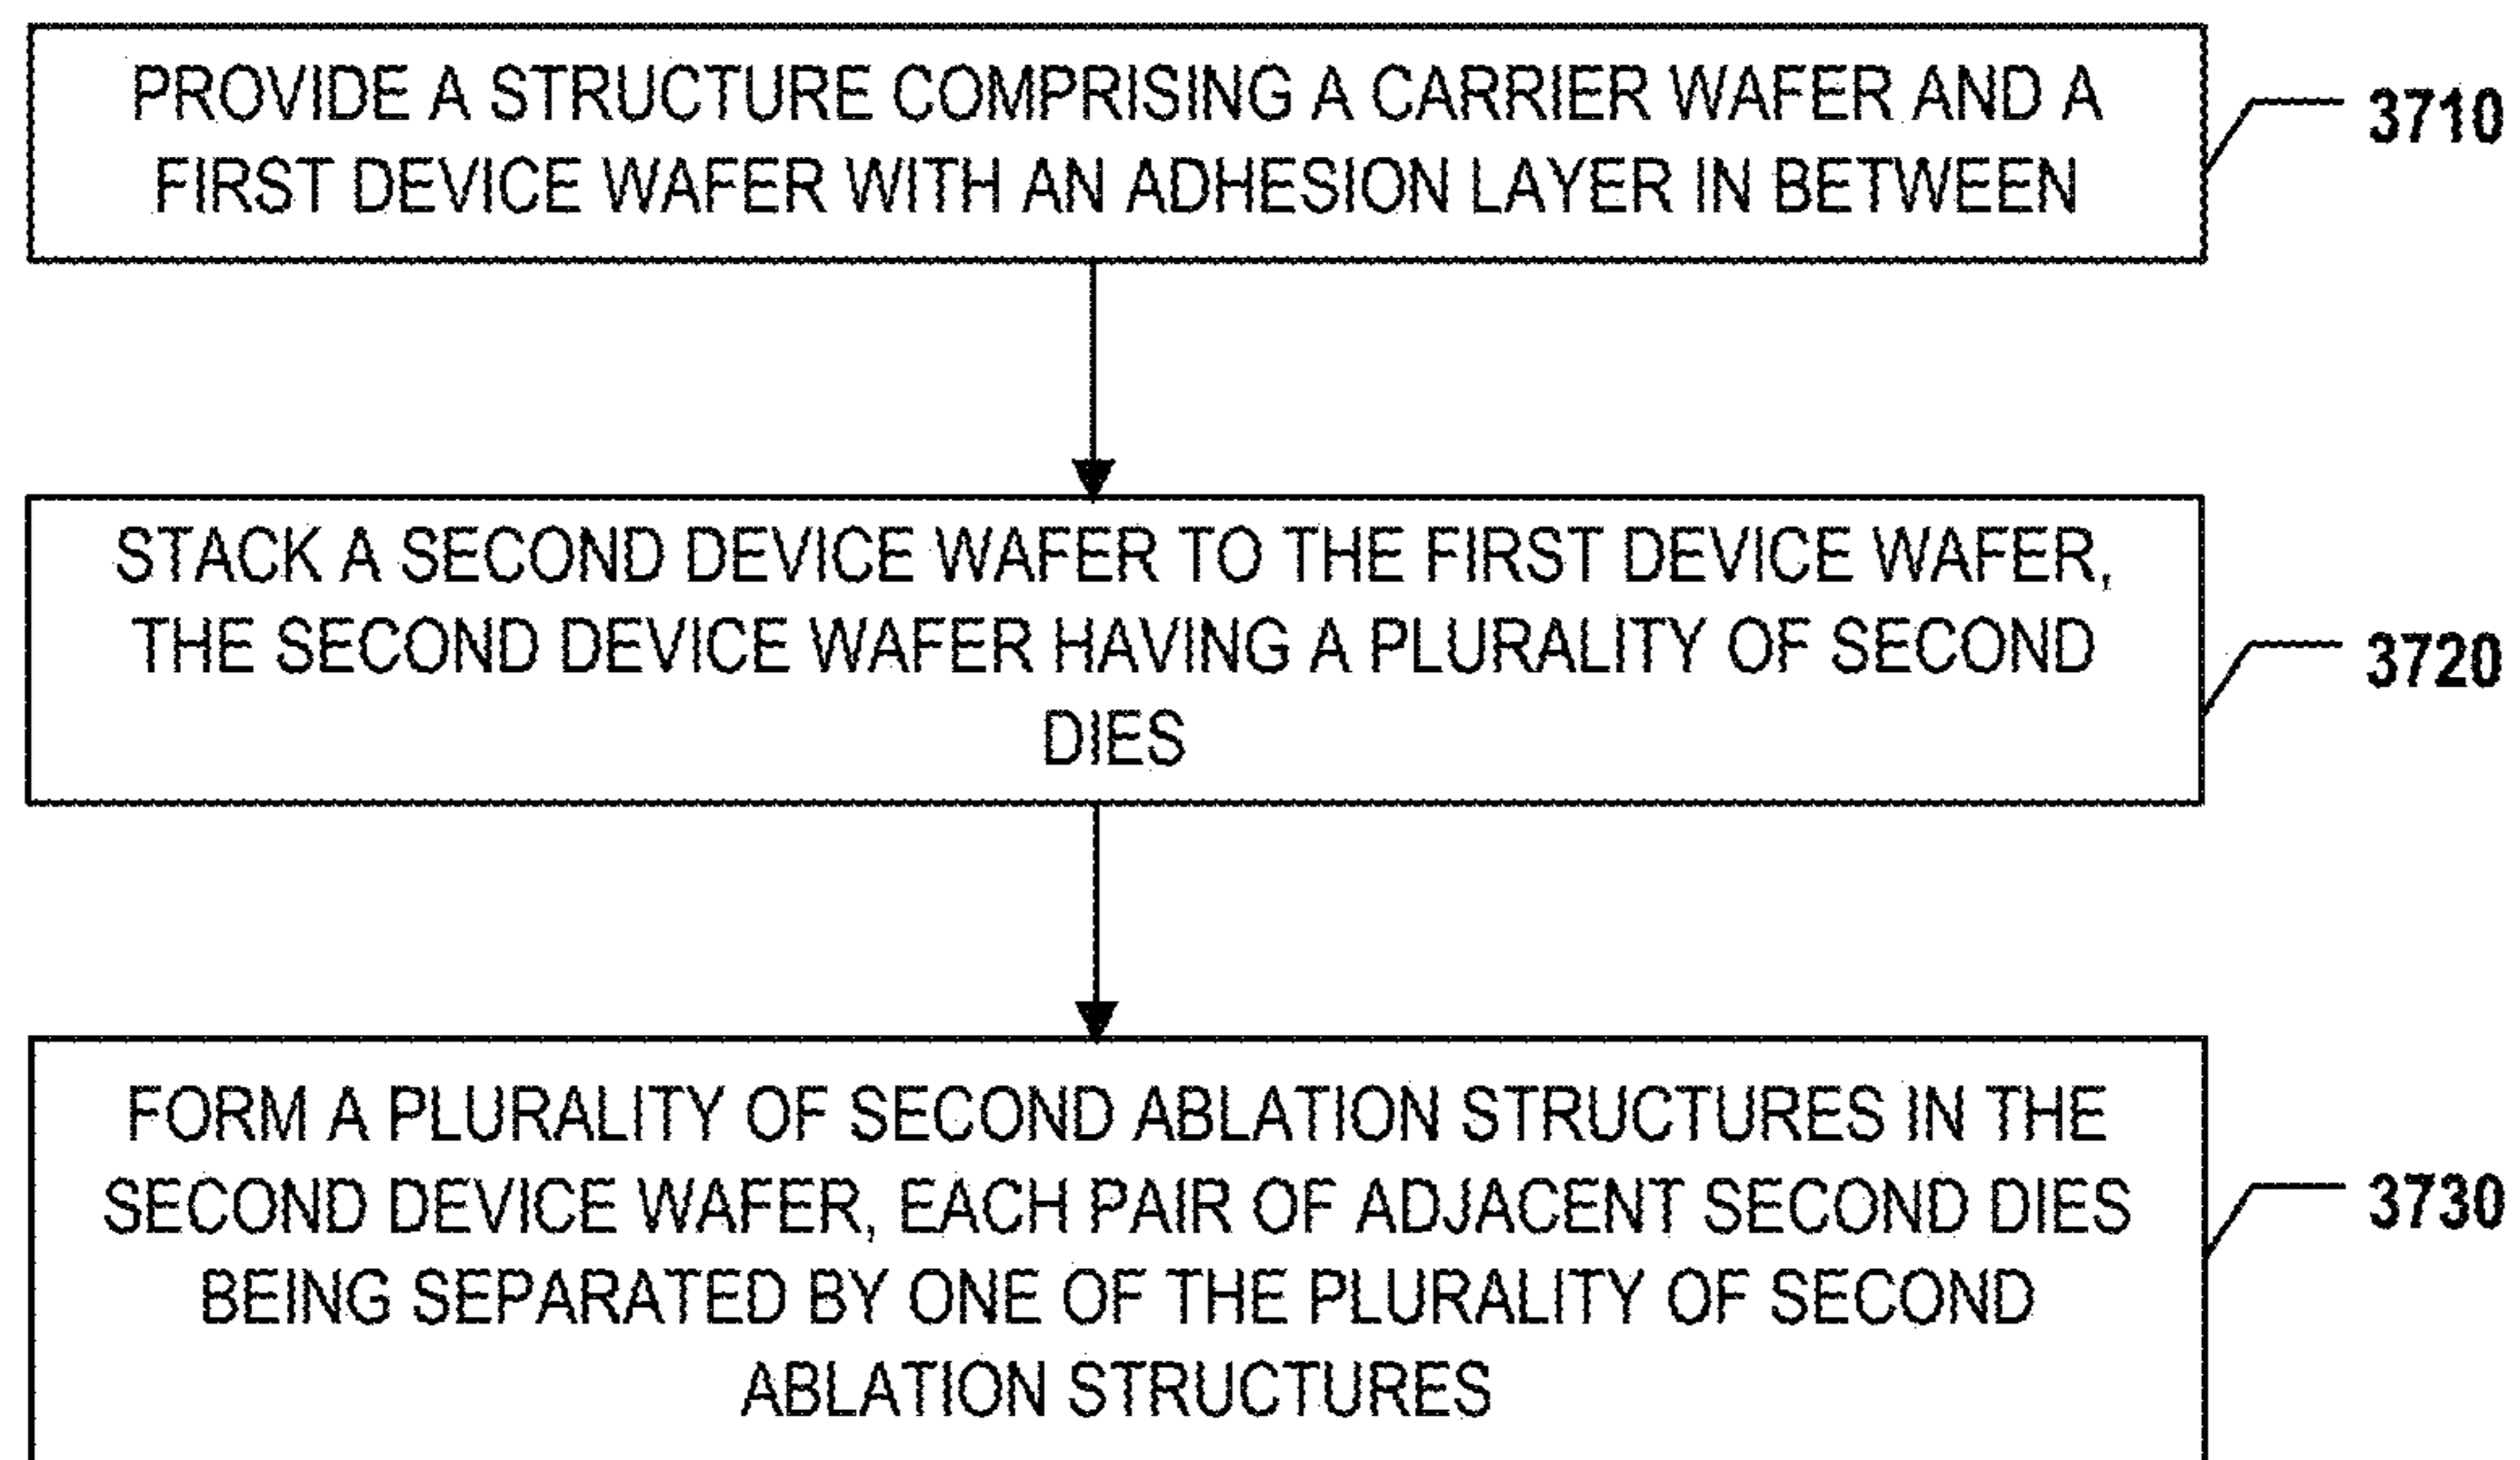 PROVIDE A STRUCTURE COMPRISING A CARRIER WAFER AND A
FIRST DEVICE WAFER WITH AN ADHESION LAYER IN BETWEEN
3710
STACK A SECOND DEVICE WAFER TO THE FIRST DEVICE WAFER,
THE SECOND DEVICE WAFER HAVING A PLURALITY OF SECOND
DIES
3720
FORM A PLURALITY OF SECOND ABLATION STRUCTURES IN THE
SECOND DEVICE WAFER, EACH PAIR OF ADJACENT SECOND DIES
BEING SEPARATED BY ONE OF THE PLURALITY OF SECOND
ABLATION STRUCTURES
3730